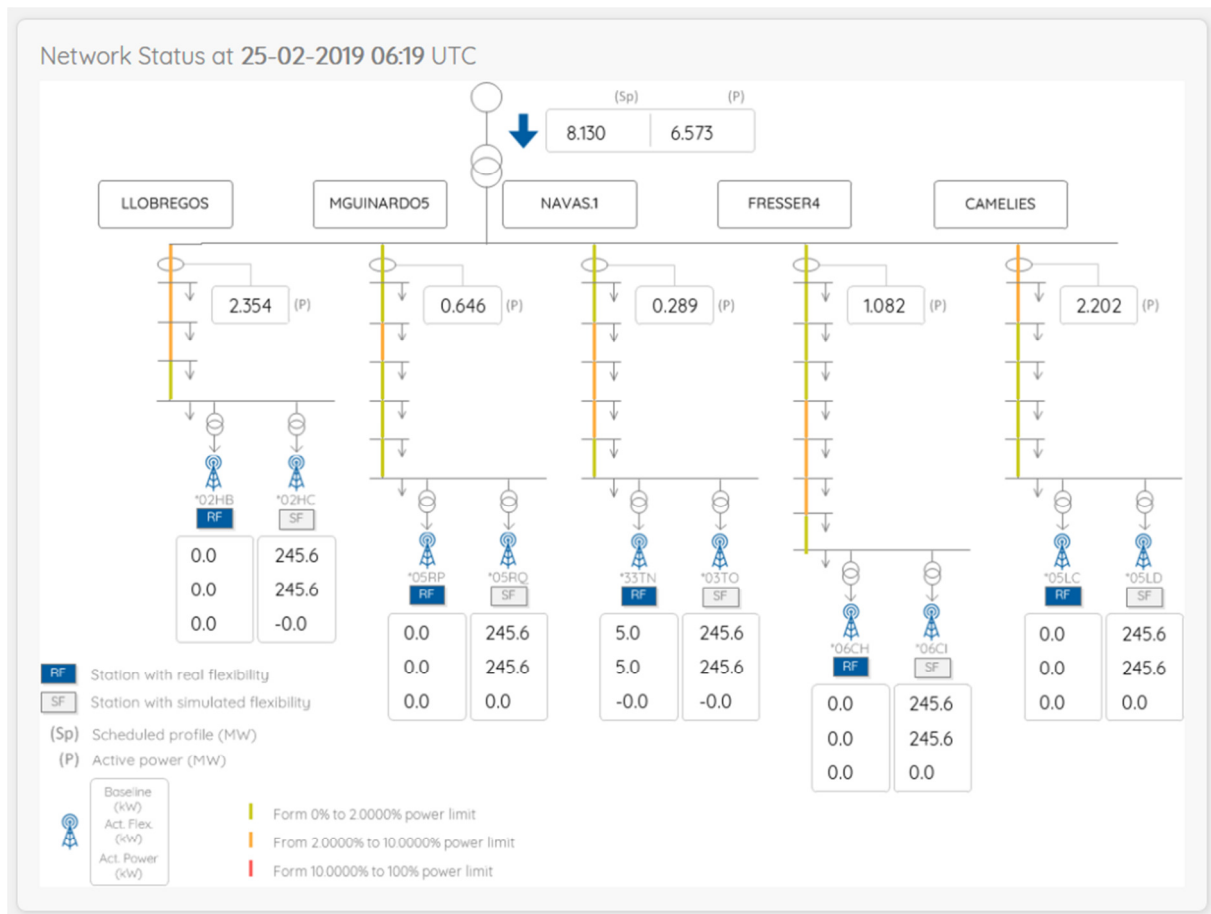 Network Status at 25-02-2019 06:19 UTC
(Sp) (P)
8.130 6.573
LLOBREGOS MGUINARDO5 NAVAS.1 FRESSER4 CAMELIES
2.354 (P) 0.646 (P) 0.289 (P) 1.082 (P) 2.202 (P)
*02HB *02HC
RF SF
0.0 245.6
0.0 245.6
0.0 -0.0
*05RP *05RQ
RF SF
0.0 245.6
0.0 245.6
0.0 0.0
*33TN *03TO
RF SF
5.0 245.6
5.0 245.6
-0.0 -0.0
*06CH *06CI
RF SF
0.0 245.6
0.0 245.6
0.0 0.0
*05LC *05LD
RF SF
0.0 245.6
0.0 245.6
0.0 0.0
RF Station with real flexibility
SF Station with simulated flexibility
(Sp) Scheduled profile (MW)
(P) Active power (MW)
Baseline
(kW)
Act. Flex.
(kW)
Act. Power
(kW)
Form 0% to 2.0000% power limit
From 2.0000% to 10.0000% power limit
Form 10.0000% to 100% power limit